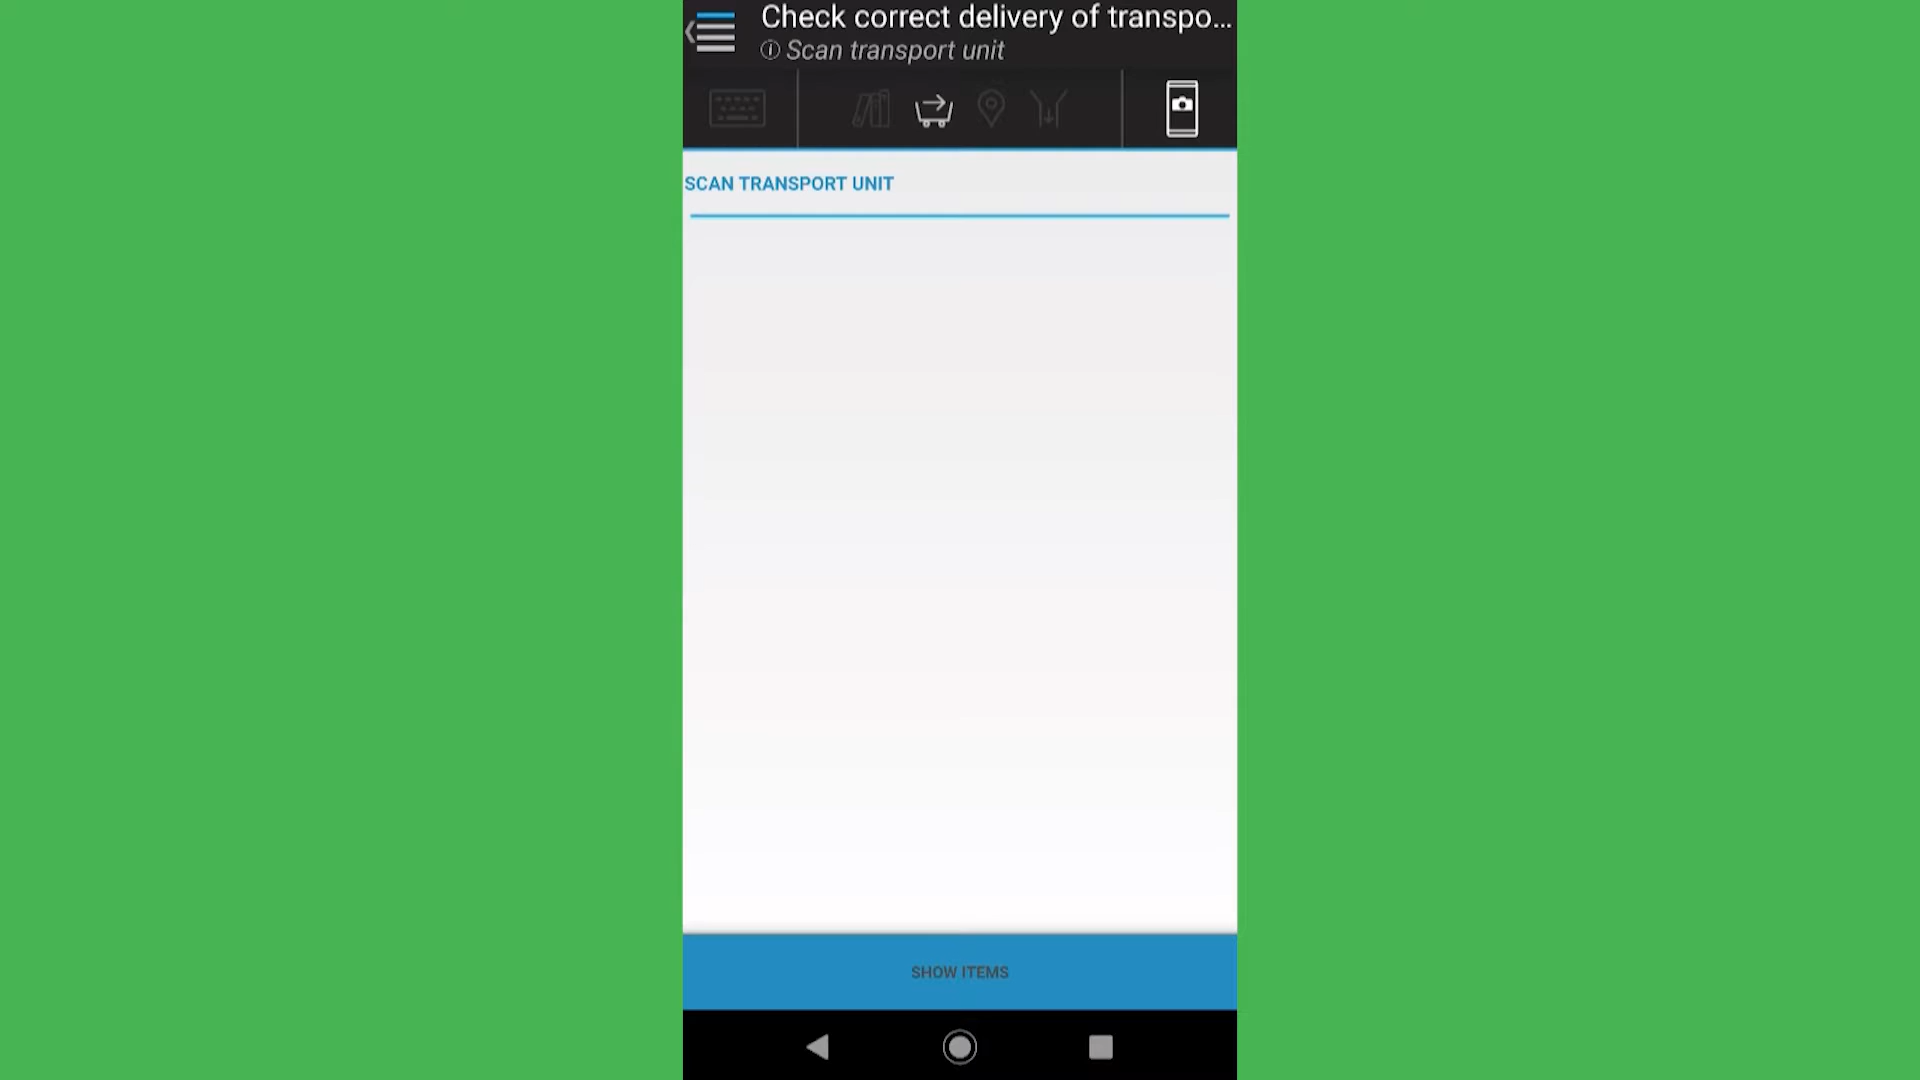 Check correct delivery of transpo...
Scan transport unit
SCAN TRANSPORT UNIT
SHOW ITEMS